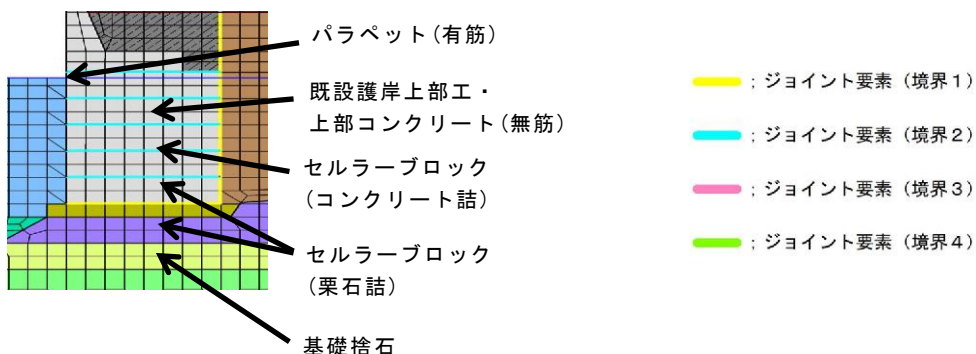 パラペット(有筋)
既設護岸上部工・
上部コンクリート(無筋)
セルラーブロック
(コンクリート詰)
セルラーブロック
(栗石詰)
基礎捨石
；ジョイント要素（境界１）
；ジョイント要素（境界２）
；ジョイント要素（境界３）
；ジョイント要素（境界４）